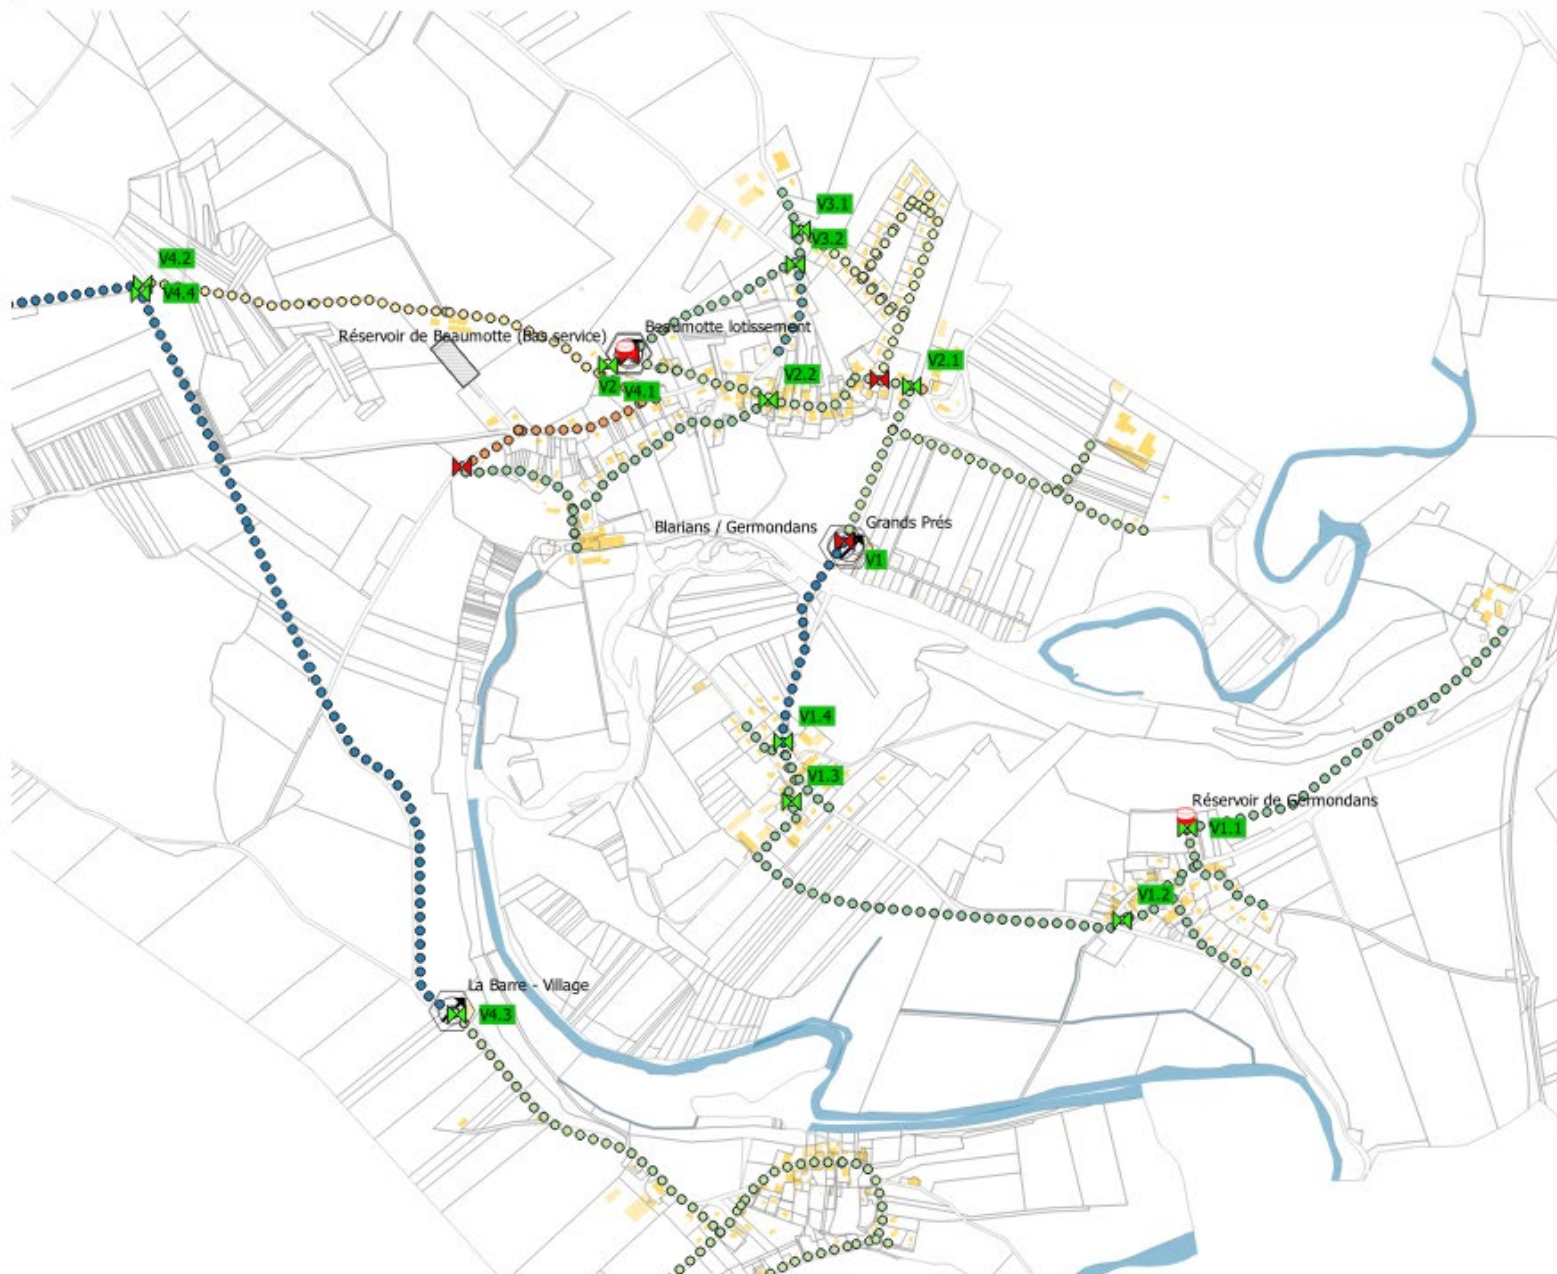 V3.1
V3.2
V4.2
V4.4
Beaumotte lotissement
Réservoir de Beaumotte (Bas service)
V2.1
V2.2
V2
V4.1
Grands Prés
Blarians / Germondans
V1
V1.4
V1.3
Réservoir de Germondans
V1.1
V1.2
La Barre - Village
V4.3